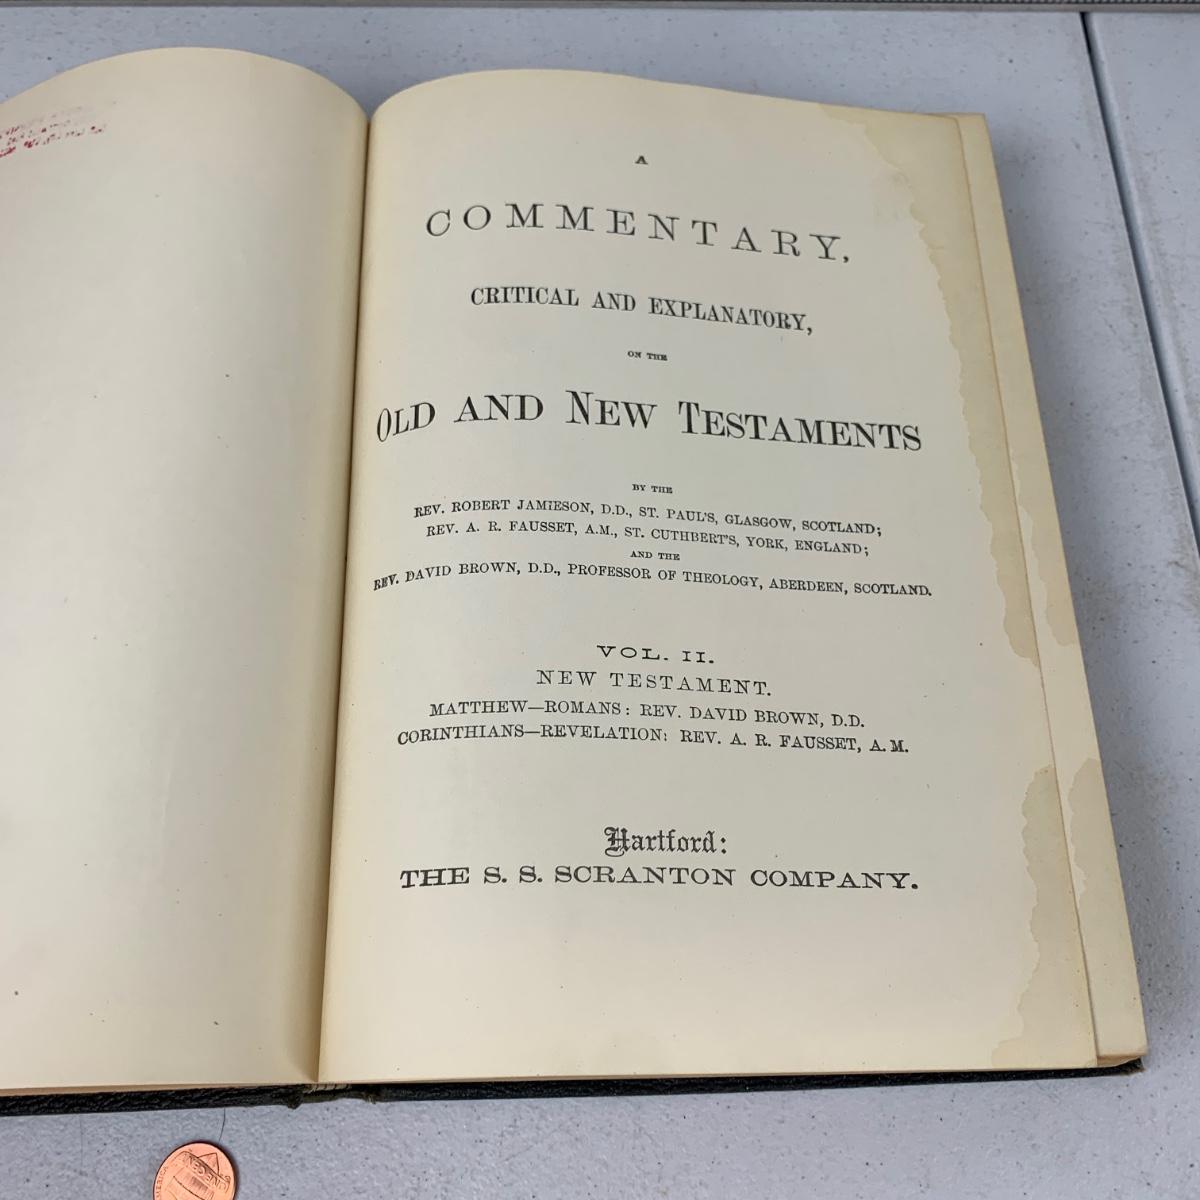 A
COMMENTARY,
CRITICAL AND EXPLANATORY,
ON THE
OLD AND NEW TESTAMENTS
BY THE
REV. ROBERT JAMIESON, D.D., ST. PAUL'S, GLASGOW, SCOTLAND;
REV. A. R. FAUSSET, A.M., ST. CUTHBERT'S, YORK, ENGLAND;
AND THE
REV. DAVID BROWN, D.D., PROFESSOR OF THEOLOGY, ABERDEEN, SCOTLAND.
VOL. II.
NEW TESTAMENT.
MATTHEW—ROMANS: REV. DAVID BROWN, D.D.
CORINTHIANS—REVELATION: REV. A. R. FAUSSET, A.M.
Hartford:
THE S. S. SCRANTON COMPANY.